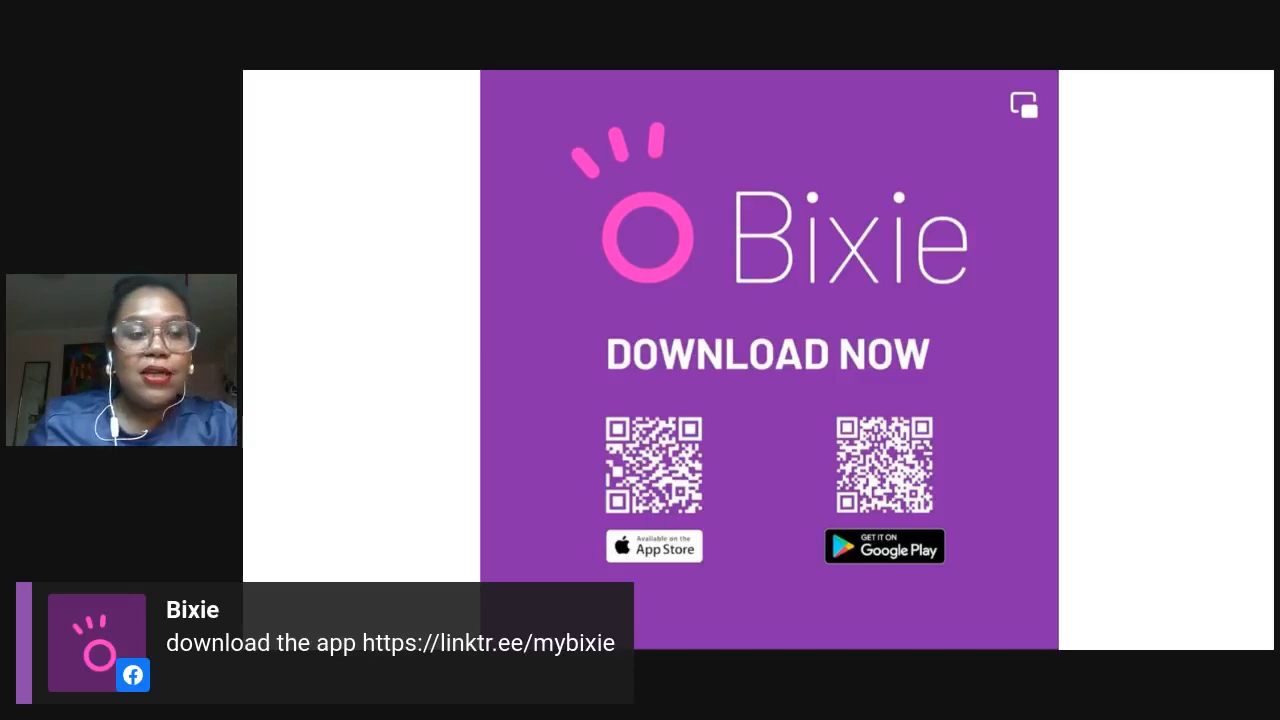 Bixie
DOWNLOAD NOW
Available on the
App Store
GET IT ON
Google Play
Bixie
download the app https://linktr.ee/mybixie